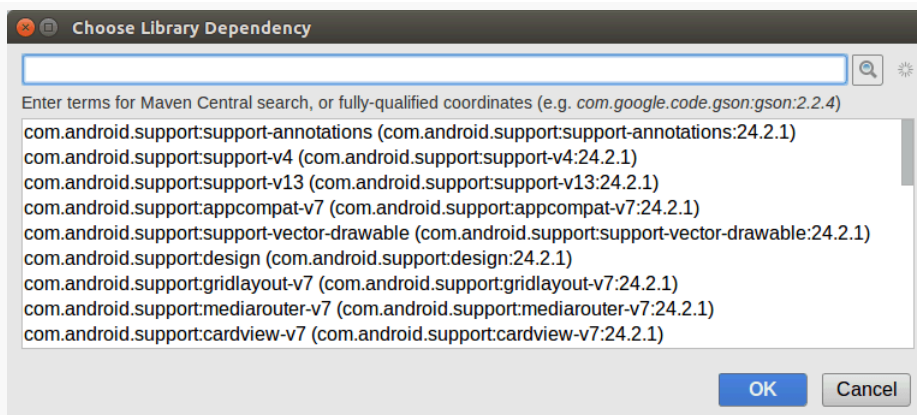 Choose Library Dependency
Enter terms for Maven Central search, or fully-qualified coordinates (e.g. com.google.code.gson:gson:2.2.4)
com.android.support:support-annotations (com.android.support:support-annotations:24.2.1)
com.android.support:support-v4 (com.android.support:support-v4:24.2.1)
com.android.support:support-v13 (com.android.support:support-v13:24.2.1)
com.android.support:appcompat-v7 (com.android.support:appcompat-v7:24.2.1)
com.android.support:support-vector-drawable (com.android.support:support-vector-drawable:24.2.1)
com.android.support:design (com.android.support:design:24.2.1)
com.android.support:gridlayout-v7 (com.android.support:gridlayout-v7:24.2.1)
com.android.support:mediarouter-v7 (com.android.support:mediarouter-v7:24.2.1)
com.android.support:cardview-v7 (com.android.support:cardview-v7:24.2.1)
OK Cancel